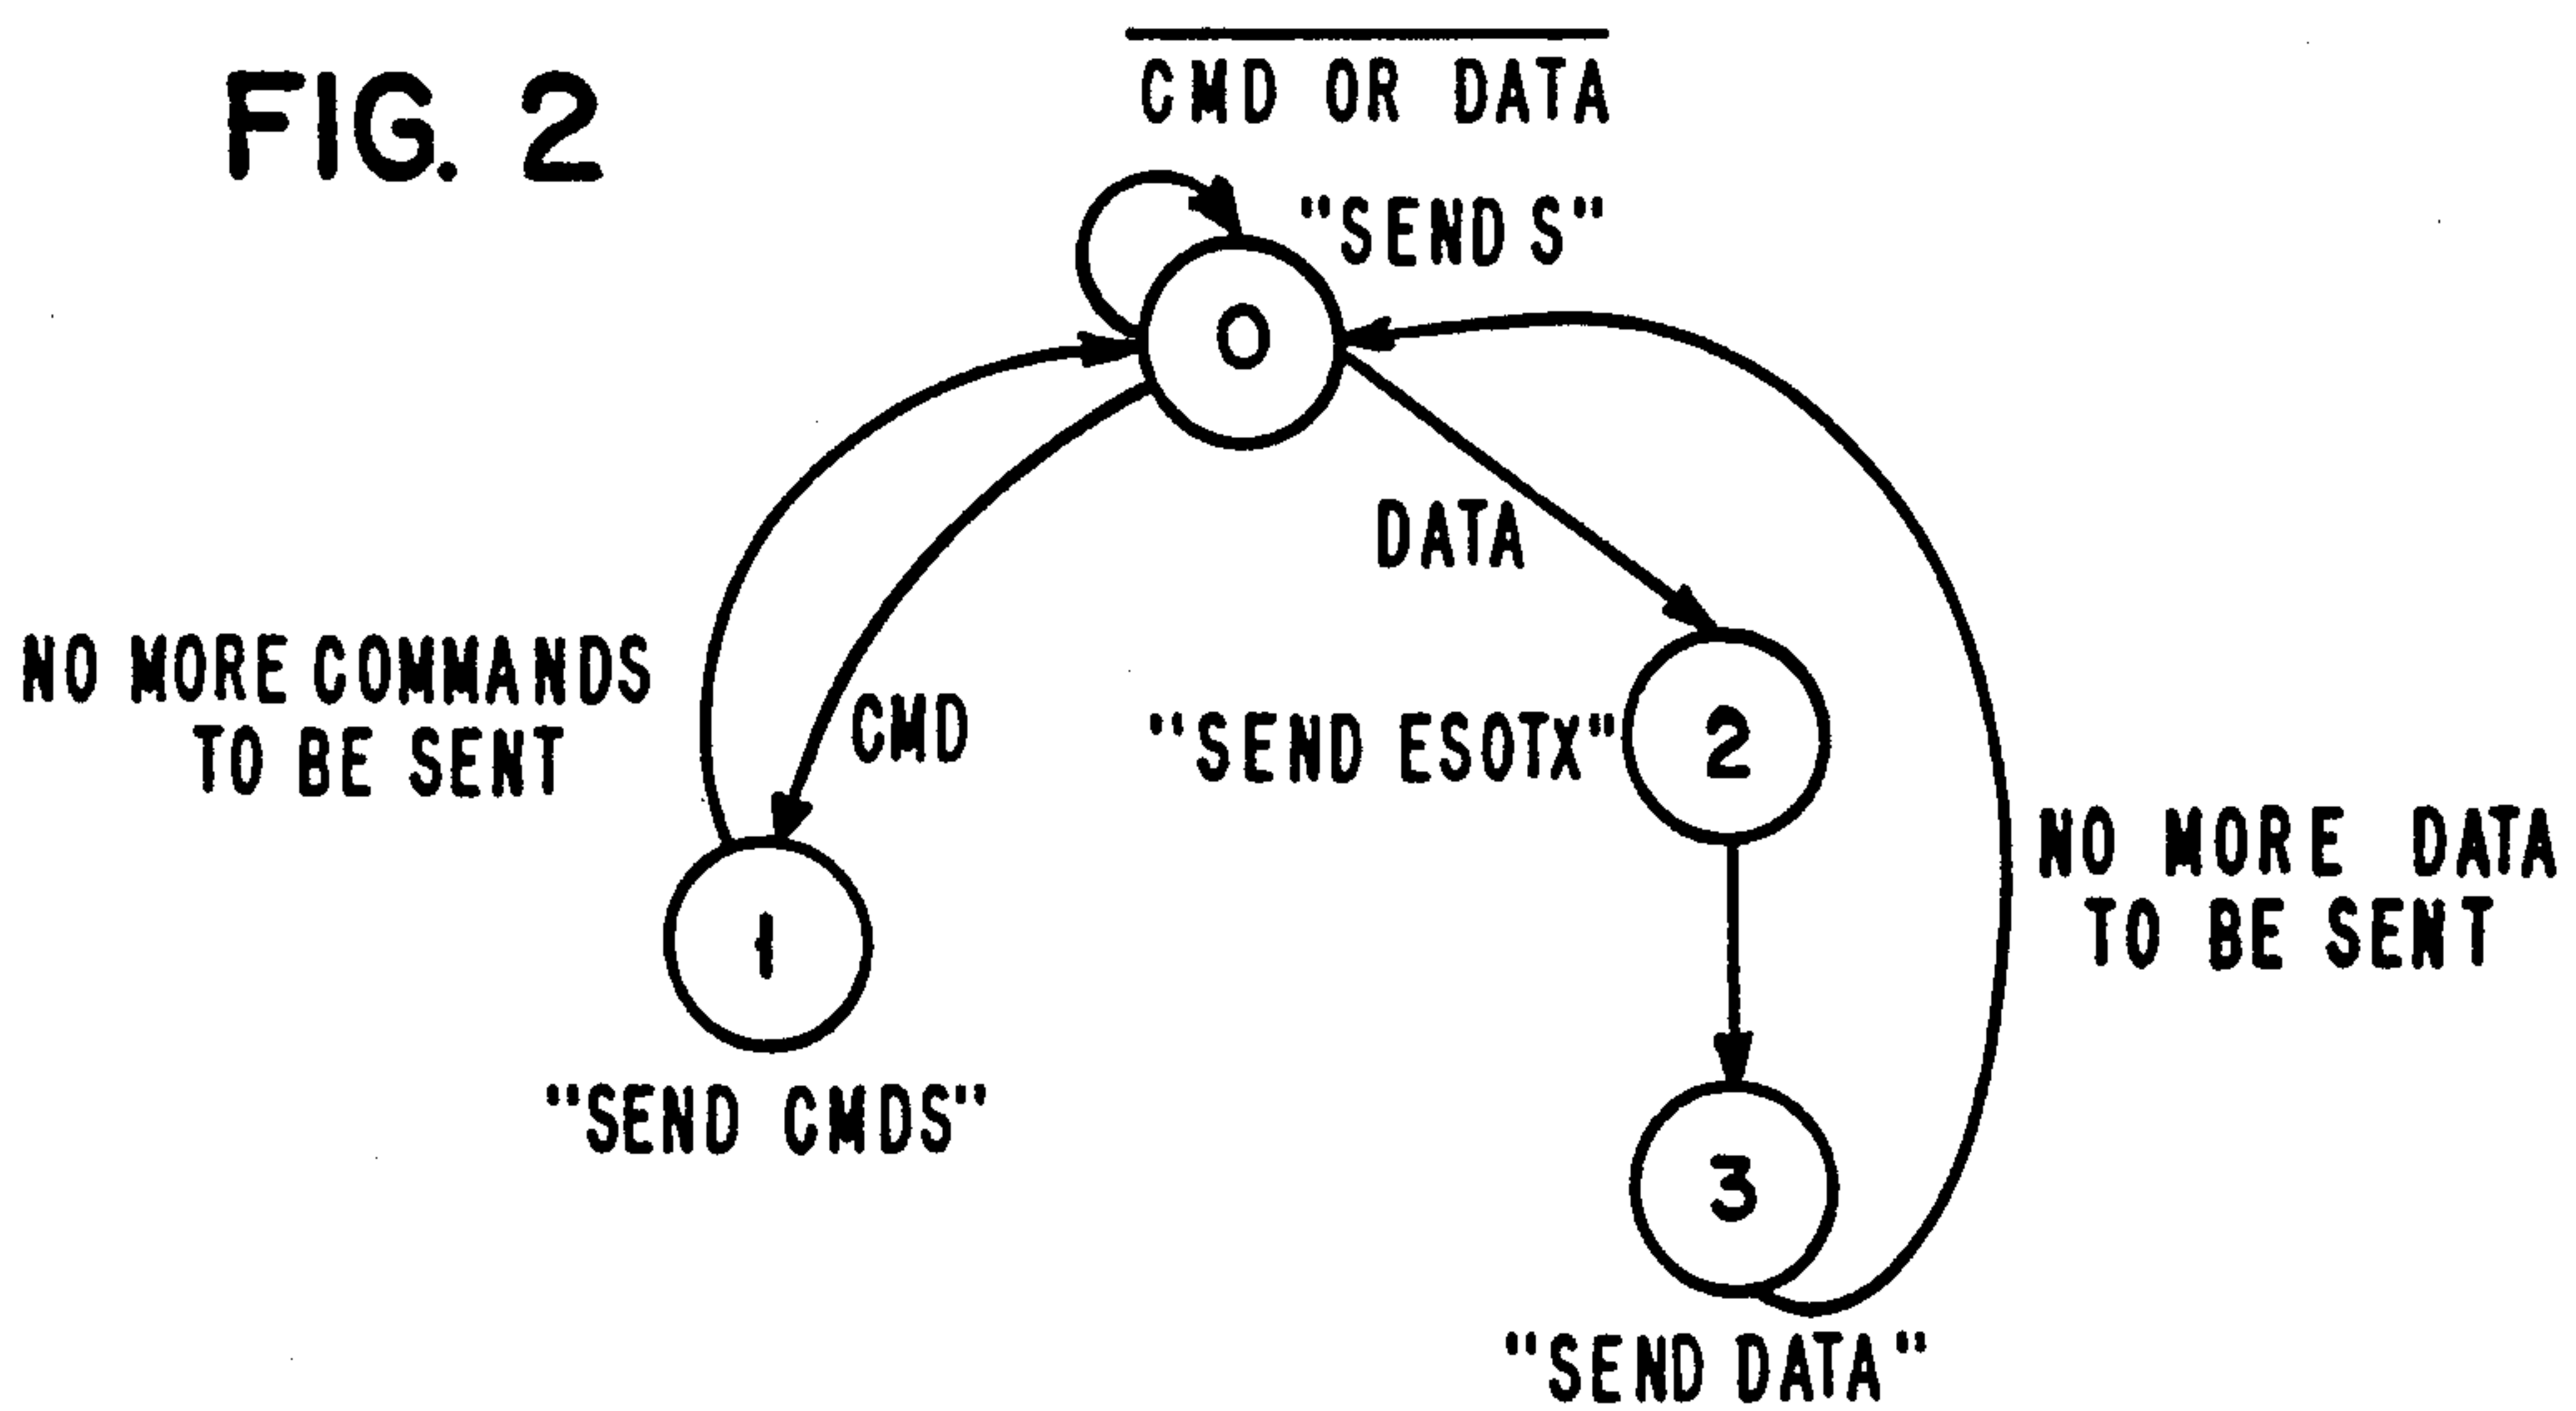 FIG. 2
CMD OR DATA
"SEND S"
0
DATA
NO MORE COMMANDS
TO BE SENT
CMD
"SEND ESOTX"
2
NO MORE DATA
TO BE SENT
1
"SEND CMDS"
3
"SEND DATA"